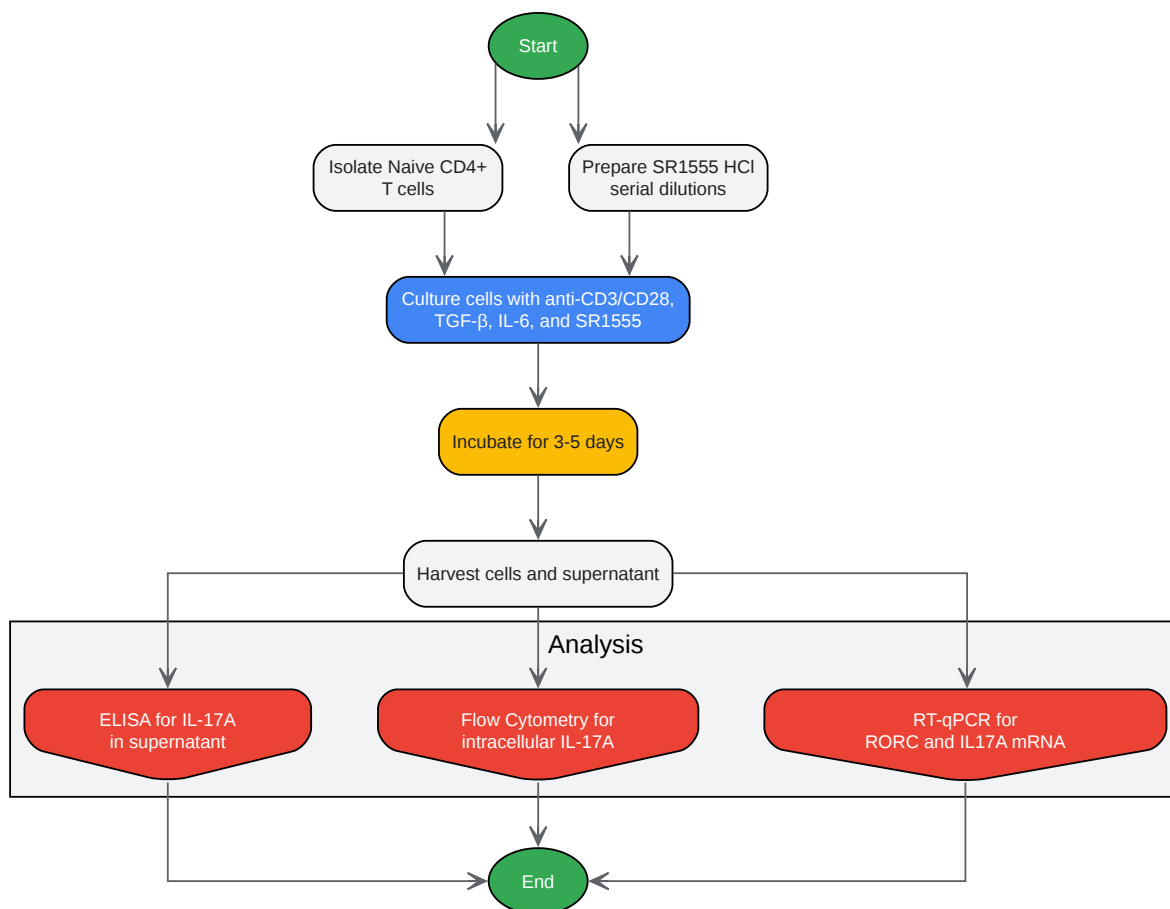 Start
Isolate Naive CD4+
T cells
Prepare SR1555 HCl
serial dilutions
Culture cells with anti-CD3/CD28,
TGF-β, IL-6, and SR1555
Incubate for 3-5 days
Harvest cells and supernatant
Analysis
ELISA for IL-17A
in supernatant
Flow Cytometry for
intracellular IL-17A
RT-qPCR for
RORC and IL17A mRNA
End